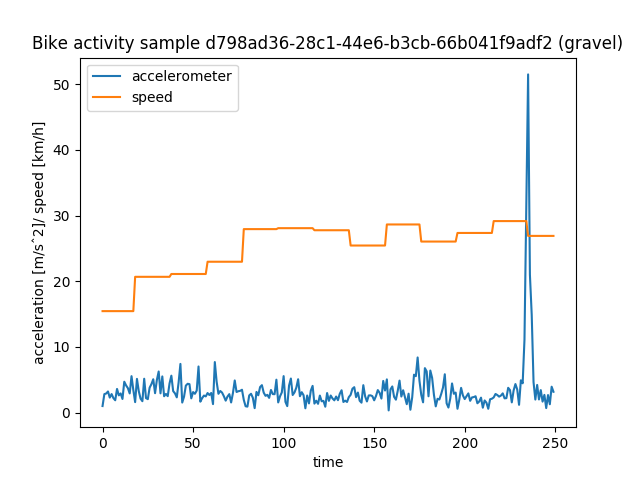 Bike activity sample d798ad36-28c1-44e6-b3cb-66b041f9adf2 (gravel)
accelerometer
speed
acceleration [m/s^2]/ speed [km/h]
50
40
30
20
10
0
0 50 100 150 200 250
time